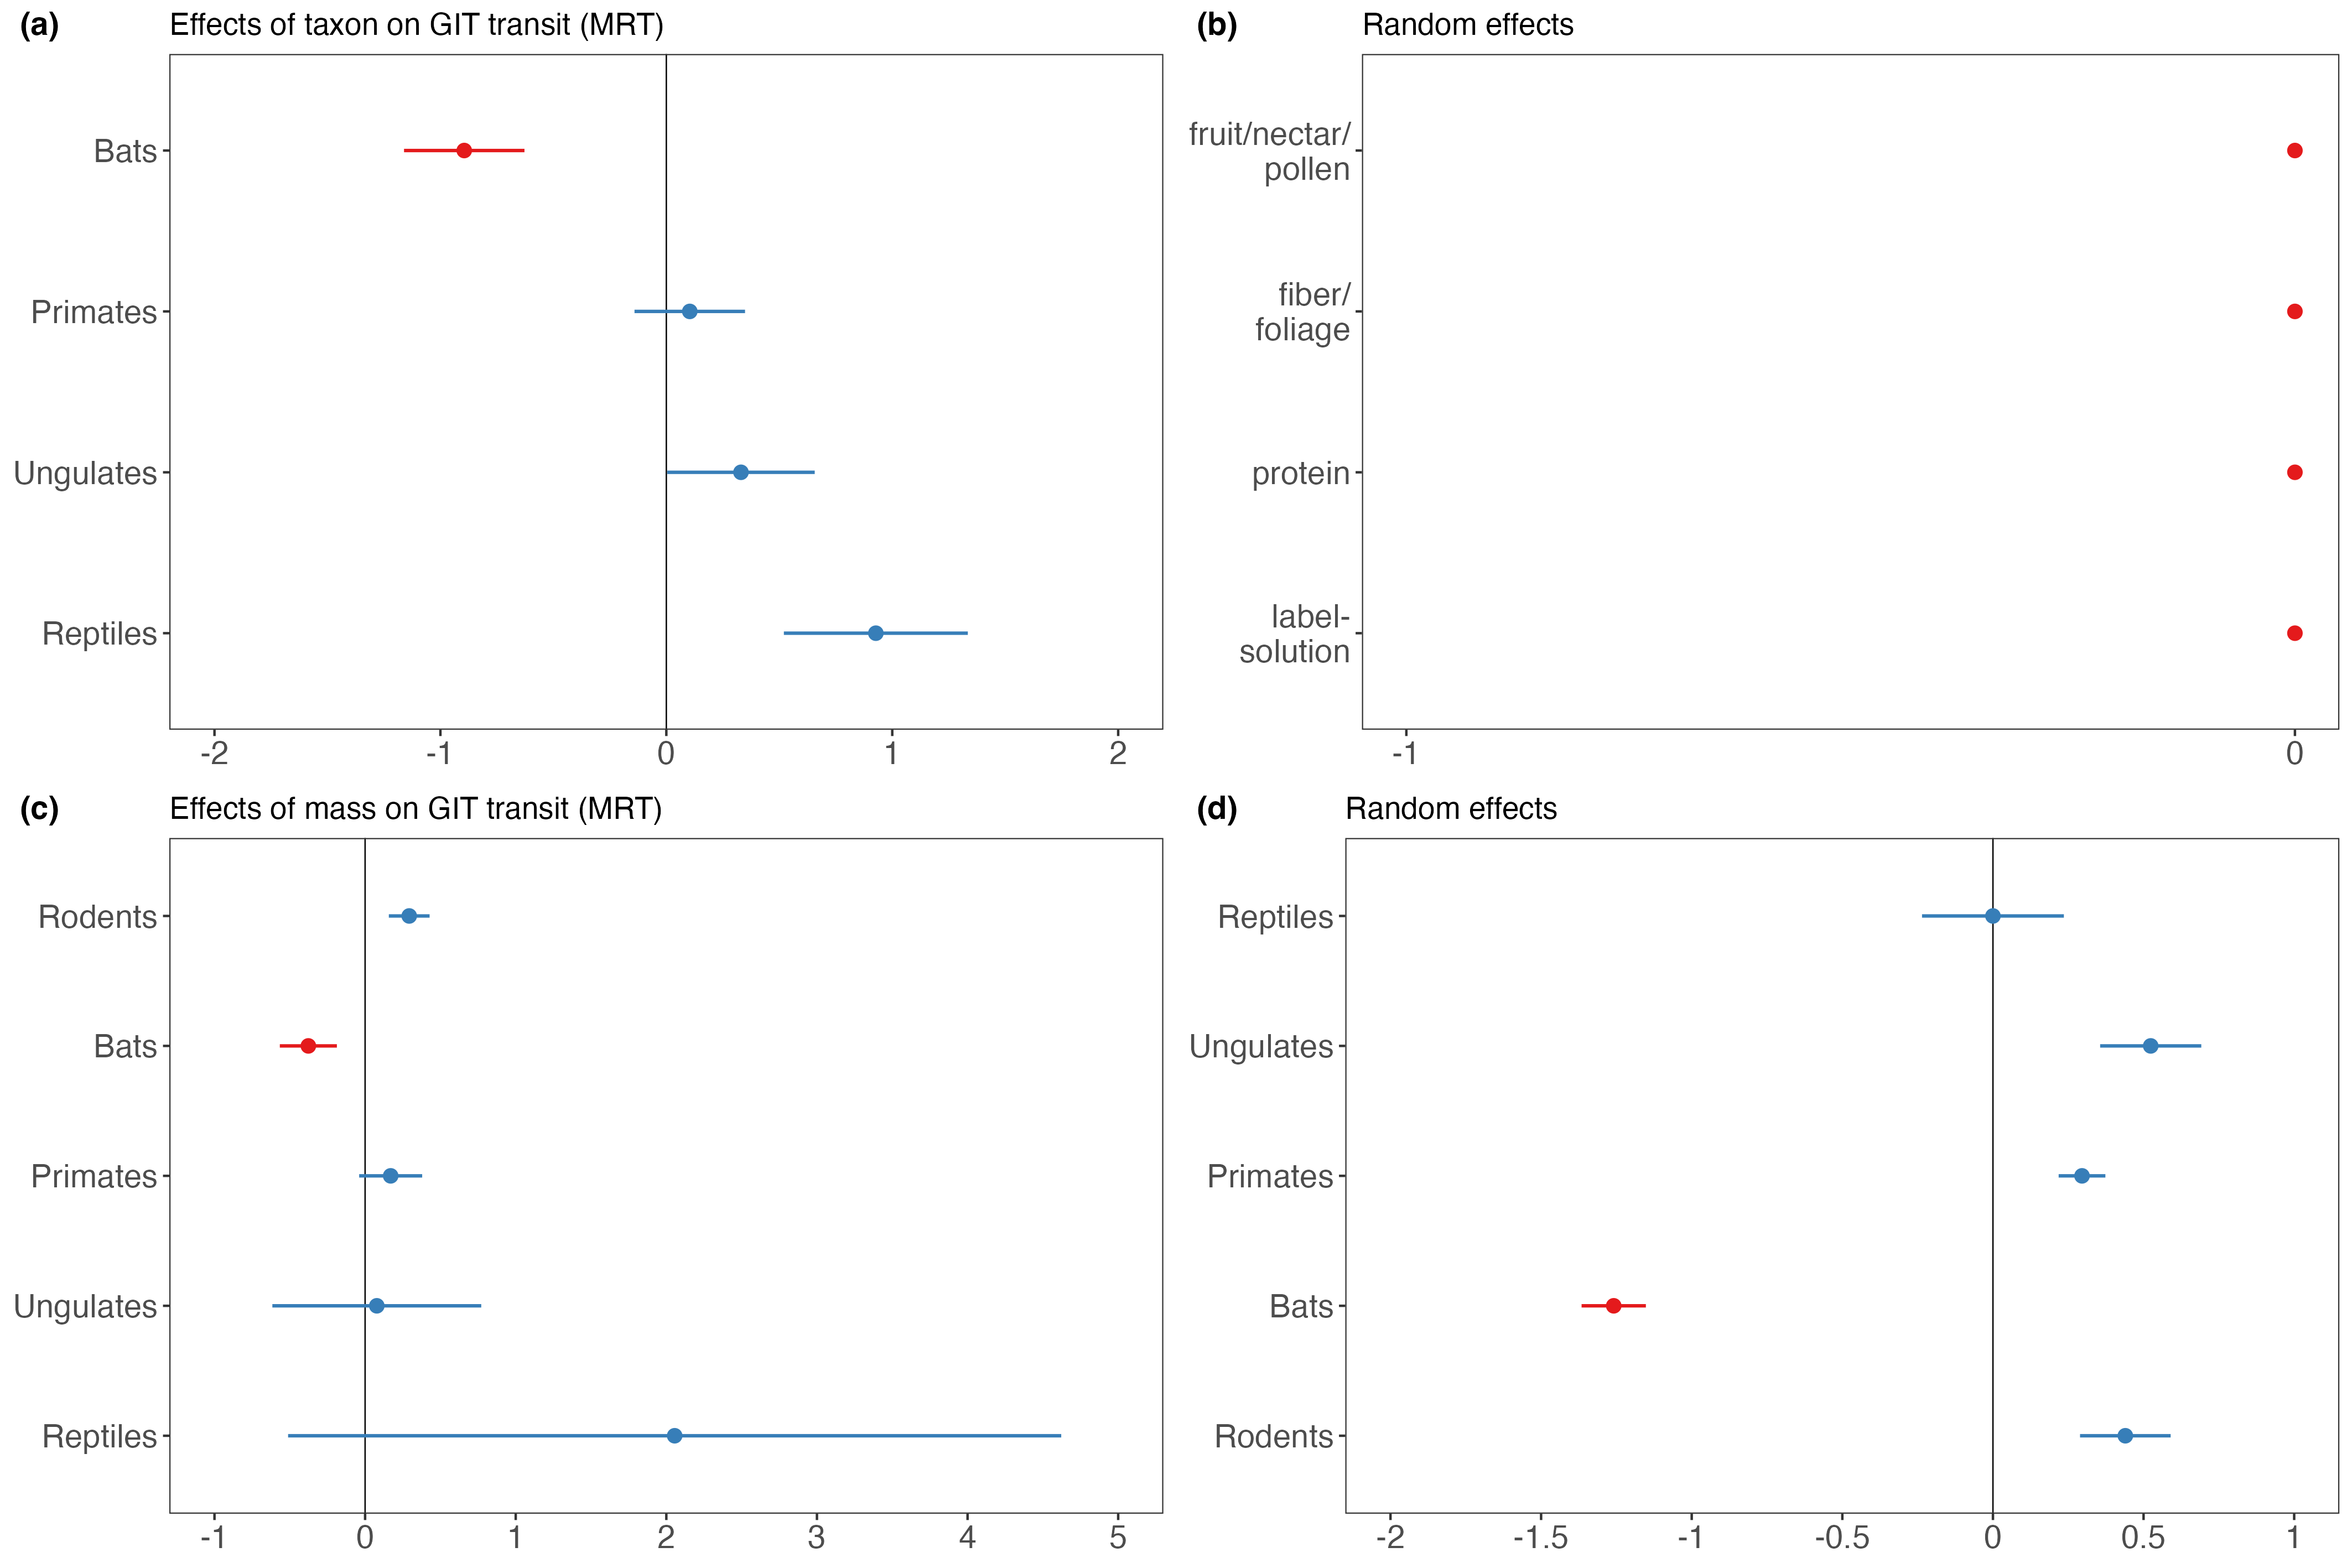 (a) Effects of taxon on GIT transit (MRT)
Bats
Primates
Ungulates
Reptiles
-2 -1 0 1 2
(b) Random effects
fruit/nectar/
pollen
fiber/
foliage
protein
label-
solution
-1 0
(c) Effects of mass on GIT transit (MRT)
Rodents
Bats
Primates
Ungulates
Reptiles
-1 0 1 2 3 4 5
(d) Random effects
Reptiles
Ungulates
Primates
Bats
Rodents
-2 -1.5 -1 -0.5 0 0.5 1